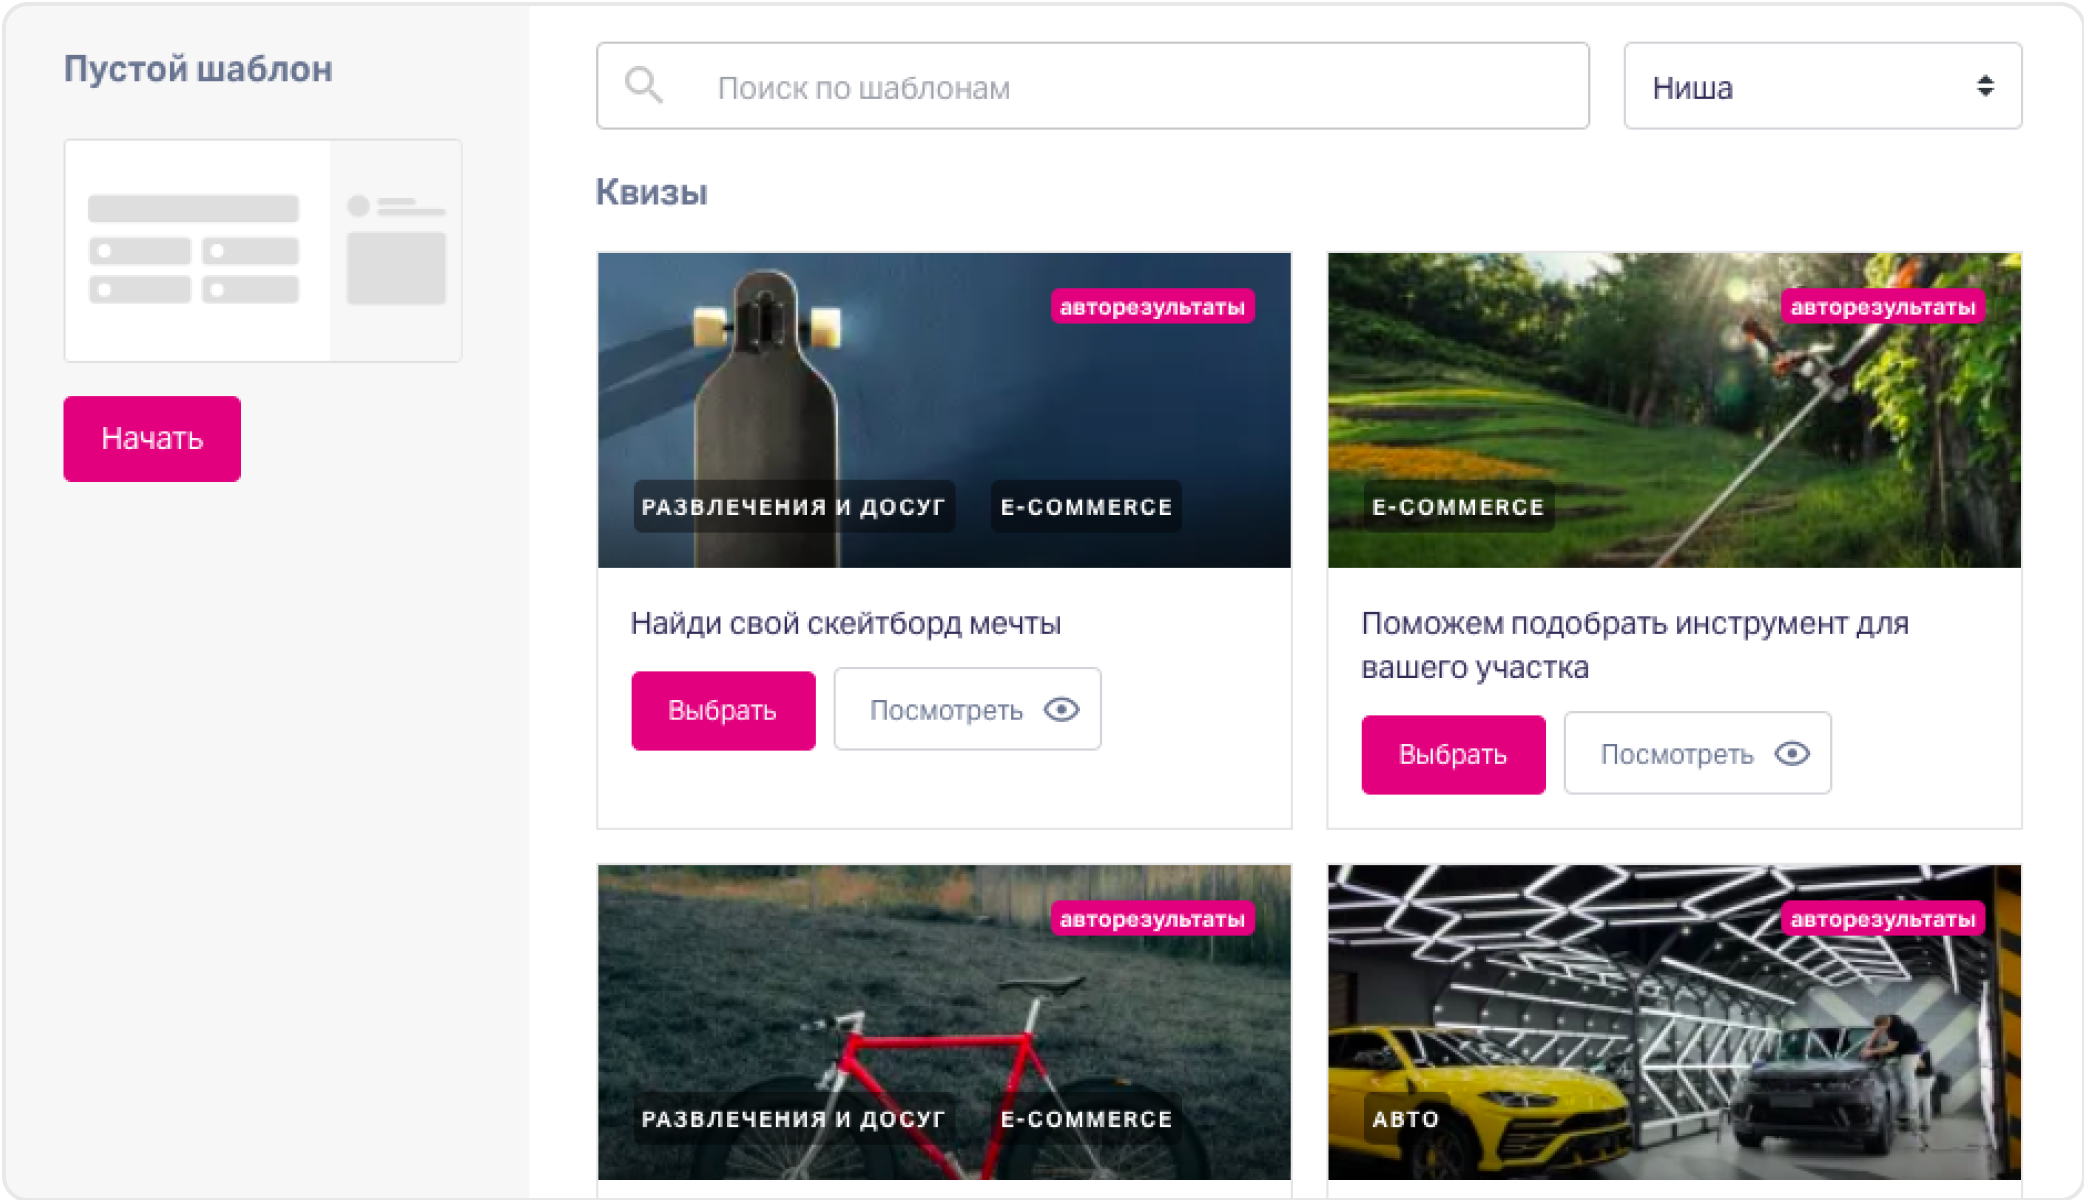 Пустой шаблон
Начать
Поиск по шаблонам
Ниша
Квизы
авторезультаты
РАЗВЛЕЧЕНИЯ И ДОСУГ
E-COMMERCE
Найди свой скейтборд мечты
Выбрать
Посмотреть
авторезультаты
E-COMMERCE
Поможем подобрать инструмент для
вашего участка
Выбрать
Посмотреть
авторезультаты
РАЗВЛЕЧЕНИЯ И ДОСУГ
E-COMMERCE
авторезультаты
АВТО